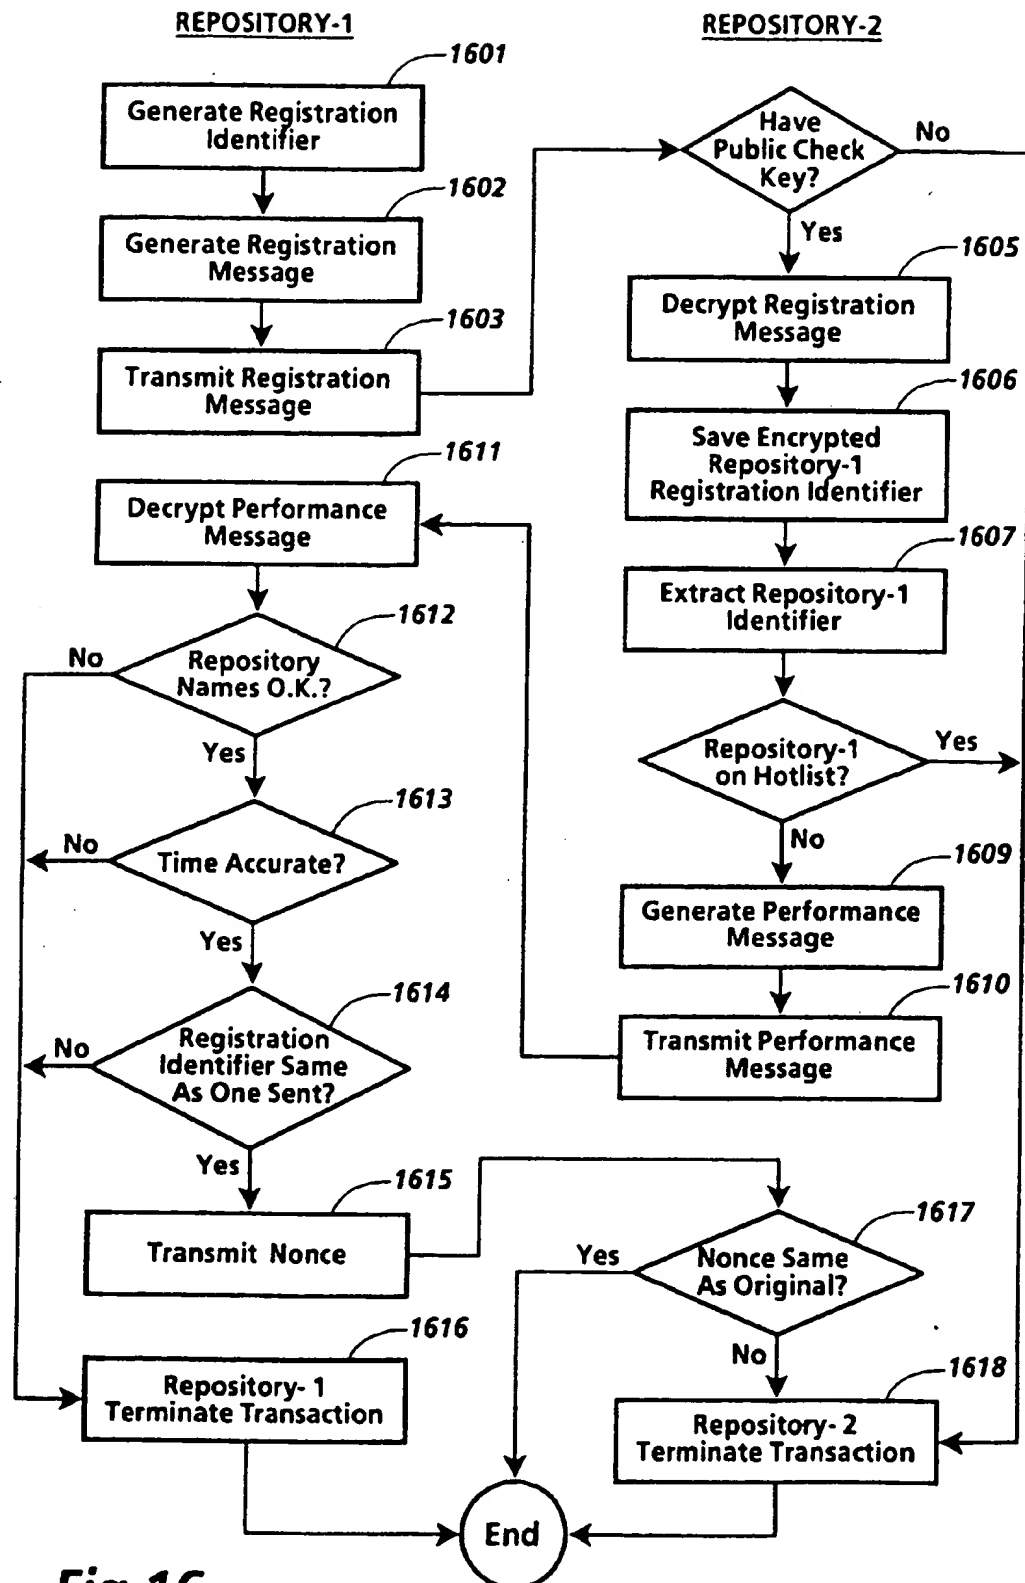 REPOSITORY-1
1601
Generate Registration
Identifier
1602
Generate Registration
Message
1603
Transmit Registration
Message
1611
Decrypt Performance
Message
1612
Repository
Names O.K.?
No
Yes
1613
Time Accurate?
No
Yes
1614
Registration
Identifier Same
As One Sent?
No
Yes
1615
Transmit Nonce
1616
Repository- 1
Terminate Transaction
REPOSITORY-2
Have
Public Check
Key?
No
Yes
1605
Decrypt Registration
Message
1606
Save Encrypted
Repository-1
Registration Identifier
1607
Extract Repository-1
Identifier
Repository-1
on Hotlist?
Yes
No
1609
Generate Performance
Message
1610
Transmit Performance
Message
1617
Nonce Same
As Original?
Yes
No
1618
Repository- 2
Terminate Transaction
End
Fig 16